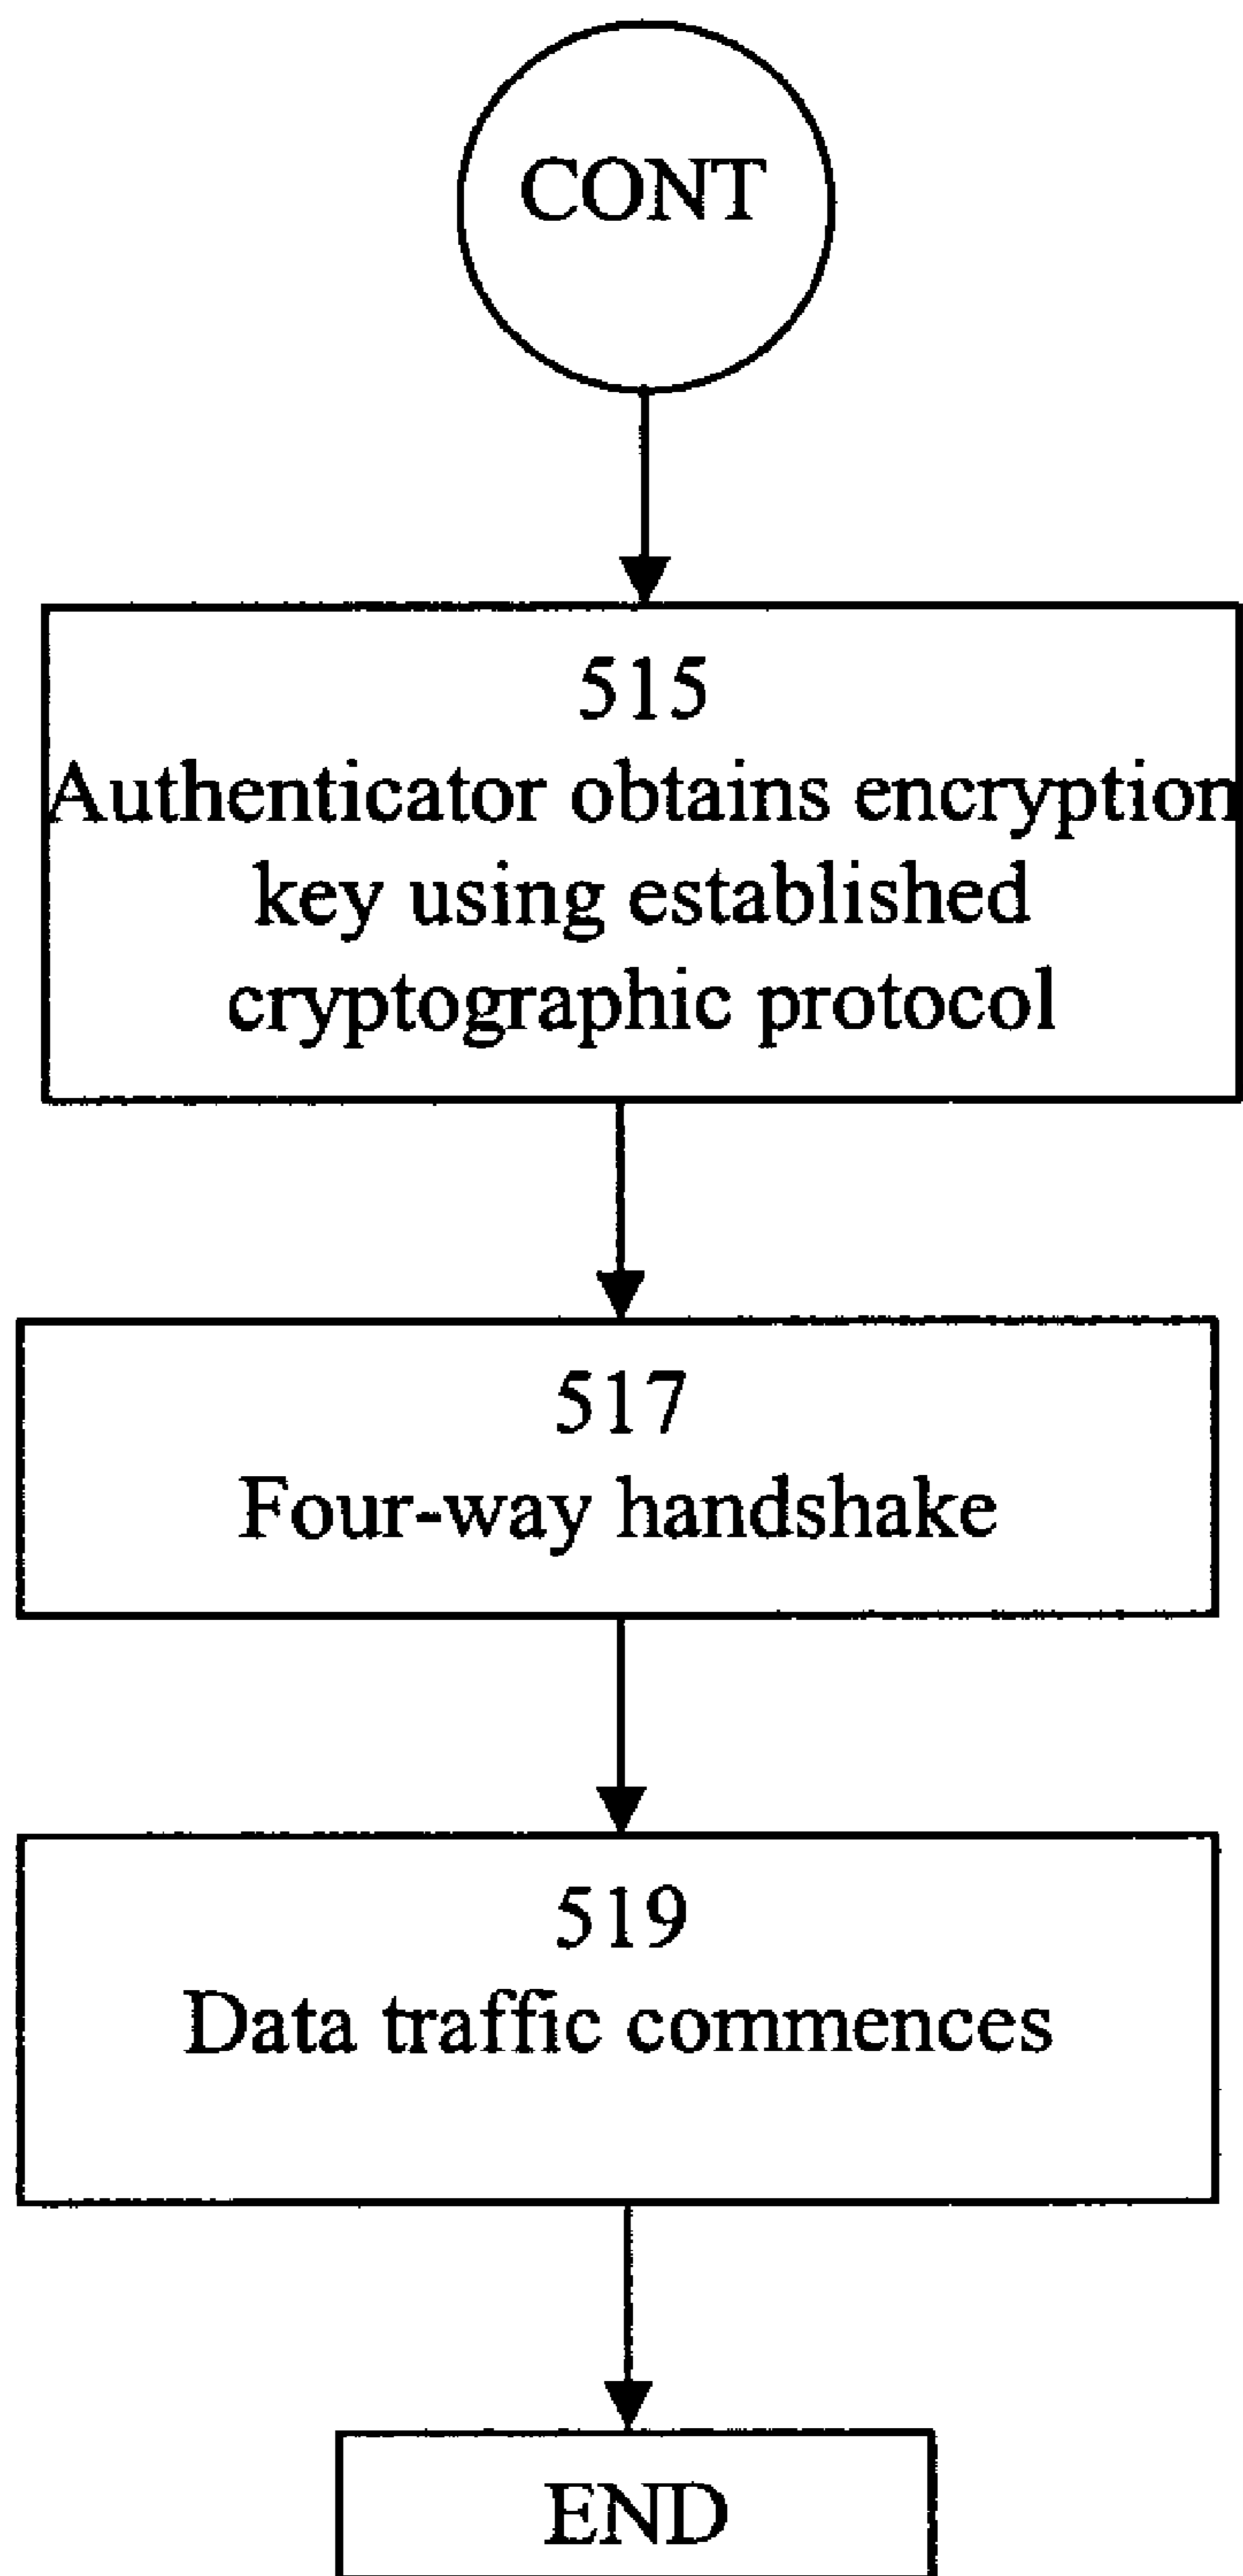 CONT
515
Authenticator obtains encryption
key using established
cryptographic protocol
517
Four-way handshake
519
Data traffic commences
END